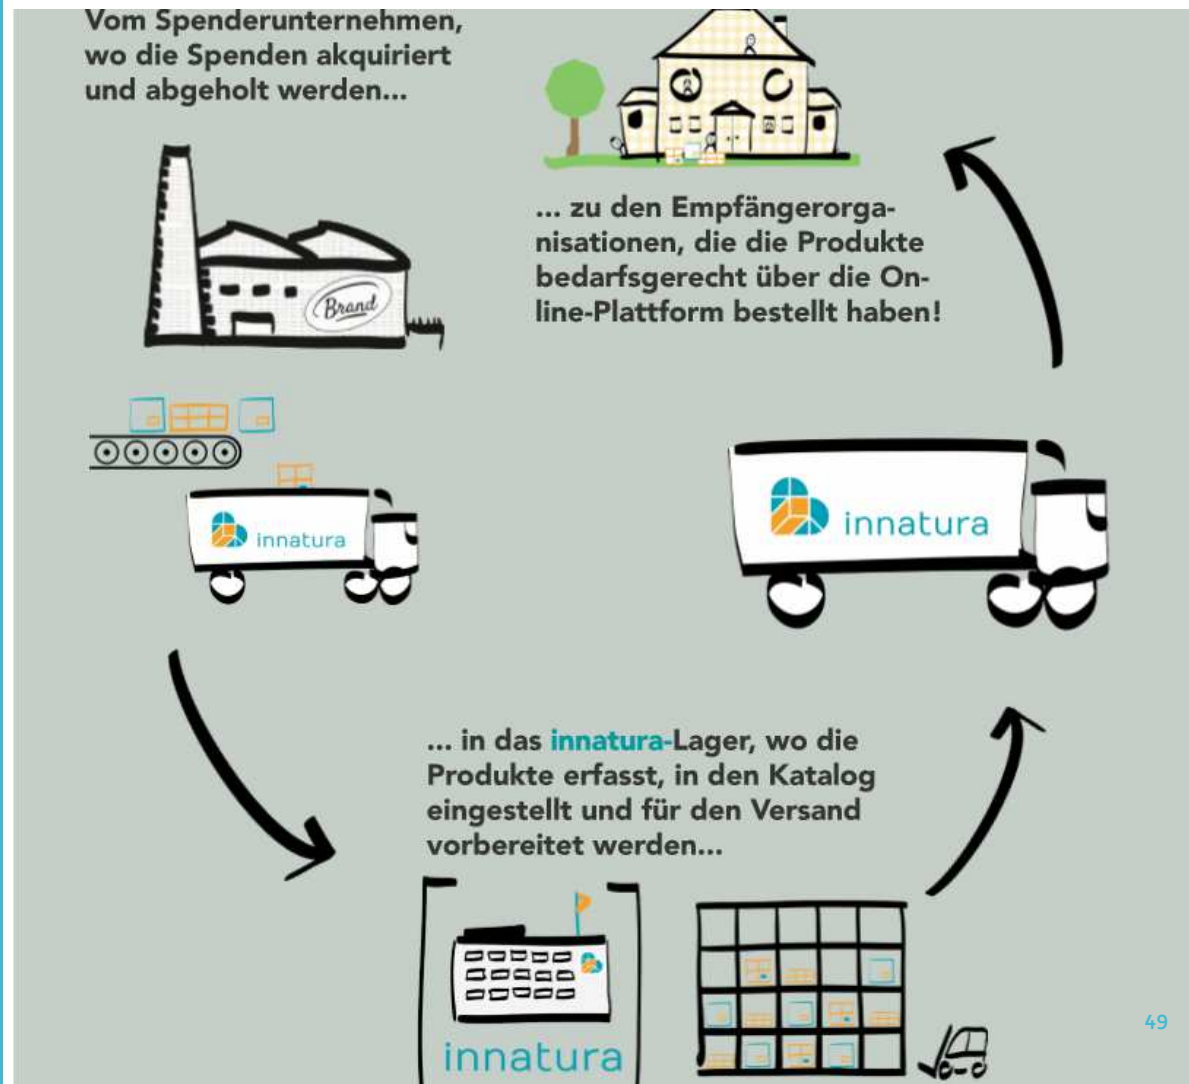 Vom Spenderunternehmen,
wo die Spenden akquiriert
und abgeholt werden...
... zu den Empfängerorga-
nisationen, die die Produkte
bedarfsgerecht über die On-
line-Plattform bestellt haben!
Brand
innatura
innatura
... in das innatura-Lager, wo die
Produkte erfasst, in den Katalog
eingestellt und für den Versand
vorbereitet werden...
innatura
49